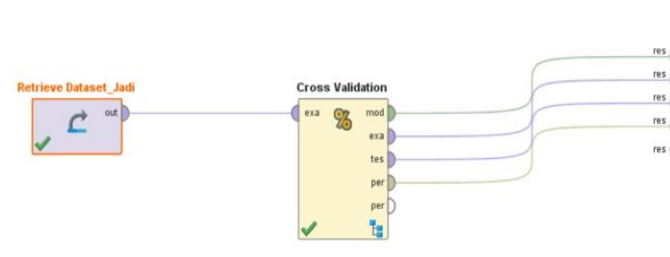 Retrieve Dataset_Jadi
out
Cross Validation
exa
%
mod
exa
tes
per
per
res
res
res
res
res